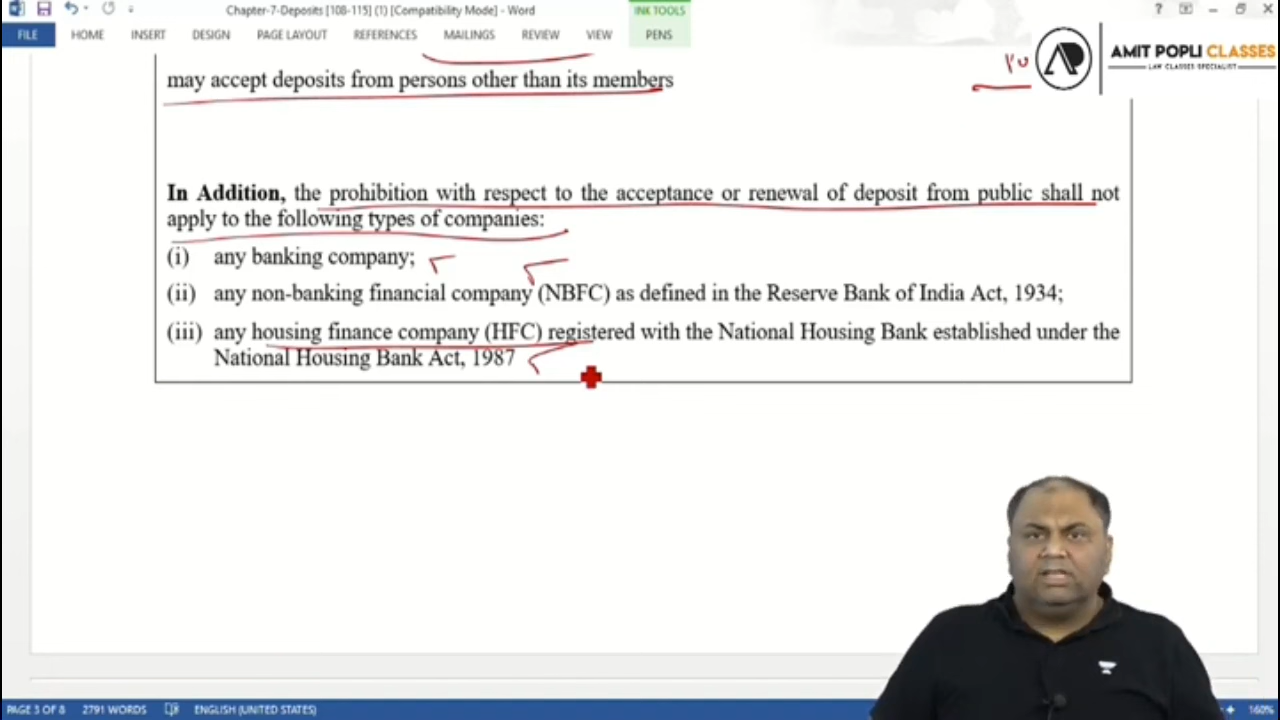 Chapter-7-Deposits [108-115] (1) [Compatibility Mode] - Word
INK TOOLS
FILE HOME INSERT DESIGN PAGE LAYOUT REFERENCES MAILINGS REVIEW VIEW PENS
AMIT POPLI CLASSES
LAW CLASSES SPECIALIST
may accept deposits from persons other than its members
In Addition, the prohibition with respect to the acceptance or renewal of deposit from public shall not
apply to the following types of companies:
(i) any banking company;
(ii) any non-banking financial company (NBFC) as defined in the Reserve Bank of India Act, 1934;
(iii) any housing finance company (HFC) registered with the National Housing Bank established under the
National Housing Bank Act, 1987
PAGE 3 OF 8 2791 WORDS ENGLISH (UNITED STATES) 160%